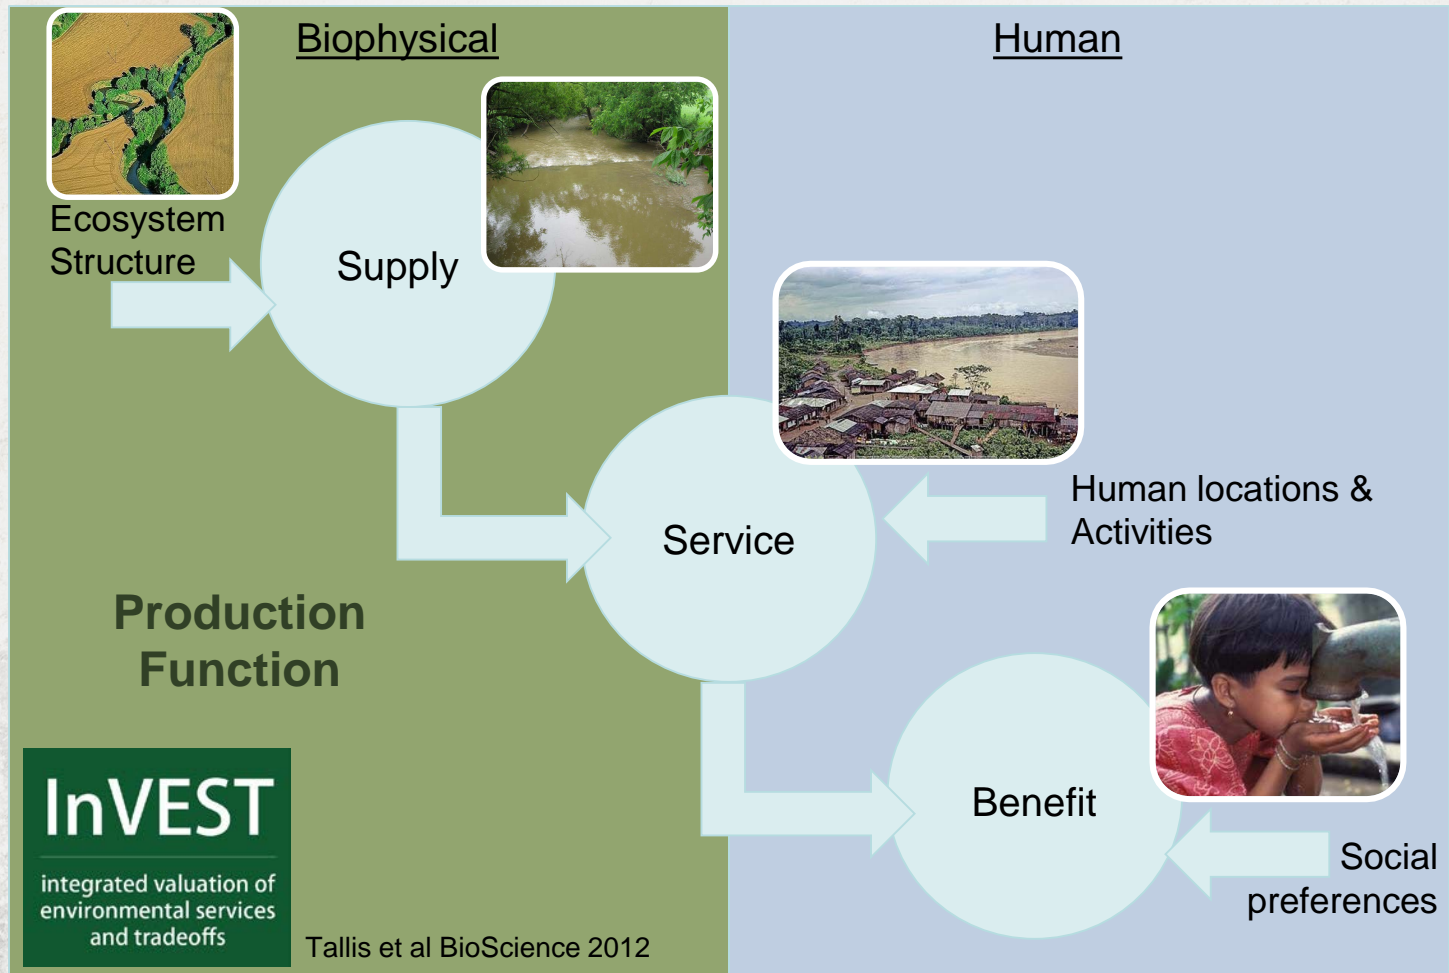 Biophysical
Human
Ecosystem
Structure
Supply
Human locations &
Activities
Service
Production
Function
Benefit
Social
preferences
InVEST
integrated valuation of
environmental services
and tradeoffs
Tallis et al BioScience 2012